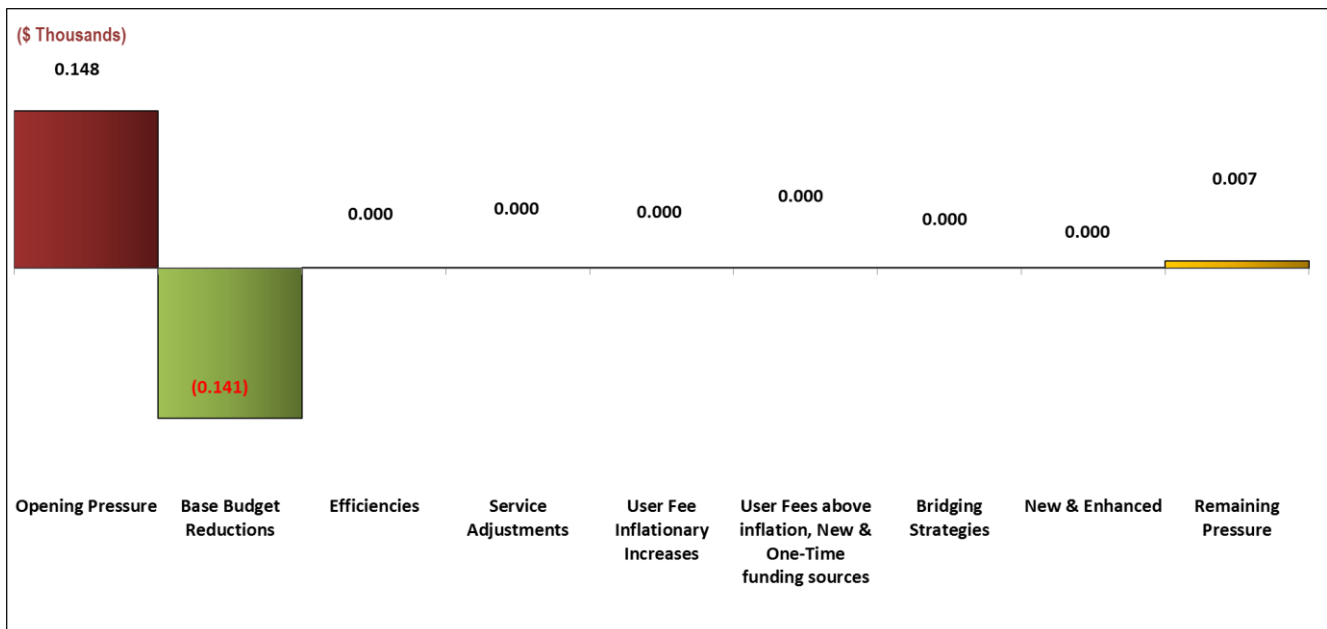 ($ Thousands)
0.148
(0.141)
0.000
0.000
0.000
0.000
0.000
0.000
0.007
Opening Pressure
Base Budget
Reductions
Efficiencies
Service
Adjustments
User Fee
Inflationary
Increases
User Fees above
inflation, New &
One-Time
funding sources
Bridging
Strategies
New & Enhanced
Remaining
Pressure